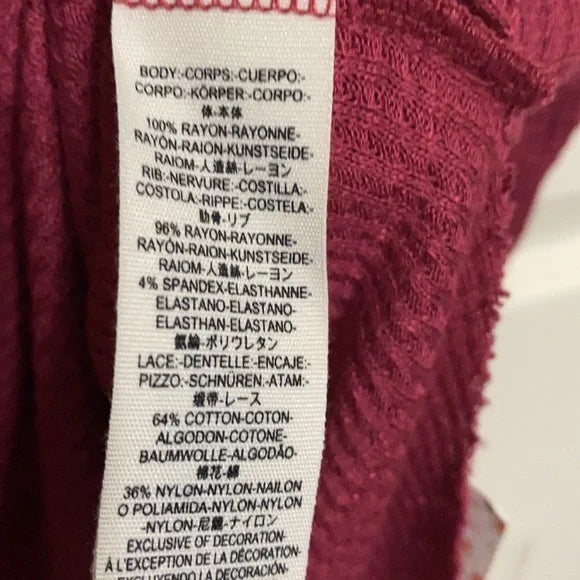 BODY:-CORPS:-CUERPO:-
CORPO:-KÖRPER:-CORPO:-
体-本体
100% RAYON-RAYONNE-
RAYÓN-RAION-KUNSTSEIDE-
RAIOM-人造絲-レーヨン
RIB:-NERVURE:-COSTILLA:-
COSTOLA:-RIPPE:-COSTELA:-
肋骨-リブ
96% RAYON-RAYONNE-
RAYÓN-RAION-KUNSTSEIDE-
RAIOM-人造絲-レーヨン
4% SPANDEX-ELASTHANNE-
ELASTANO-ELASTANO-
ELASTHAN-ELASTANO-
氨綸-ポリウレタン
LACE:-DENTELLE:-ENCAJE:-
PIZZO:-SCHNÜREN:-ATAM:-
緞帶-レース
64% COTTON-COTON-
ALGODON-COTONE-
BAUMWOLLE-ALGODÃO-
棉花-綿
36% NYLON-NYLON-NAILON
O POLIAMIDA-NYLON-NYLON
-NYLON-尼龍-ナイロン
EXCLUSIVE OF DECORATION-
À L'EXCEPTION DE LA DÉCORATION-
EXCLUYENDO LA DECORACIÓN-